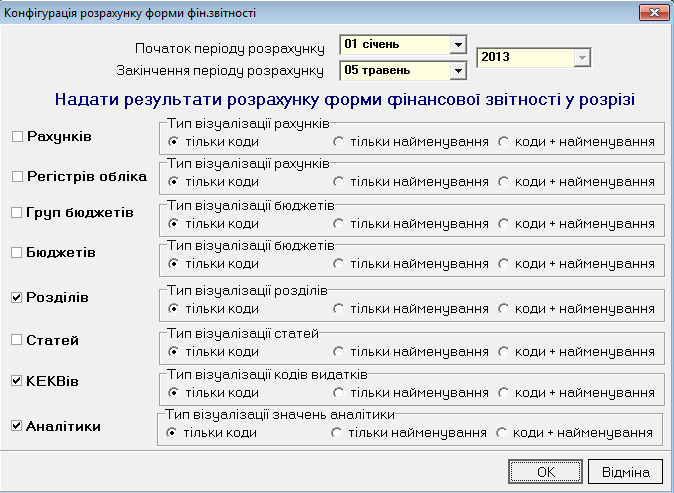 Конфігурація розрахунку форми фін.звітності
Початок періоду розрахунку 01 січень 2013
Закінчення періоду розрахунку 05 травень
Надати результати розрахунку форми фінансової звітності у розрізі
Тип візуалізації рахунків
Рахунків тільки коди тільки найменування коди + найменування
Тип візуалізації рахунків
Регістрів обліка тільки коди тільки найменування коди + найменування
Тип візуалізації бюджетів
Груп бюджетів тільки коди тільки найменування коди + найменування
Тип візуалізації бюджетів
Бюджетів тільки коди тільки найменування коди + найменування
Тип візуалізації розділів
Розділів тільки коди тільки найменування коди + найменування
Тип візуалізації статей
Статей тільки коди тільки найменування коди + найменування
Тип візуалізації кодів видатків
КЕКВів тільки коди тільки найменування коди + найменування
Тип візуалізації значень аналітики
Аналітики тільки коди тільки найменування коди + найменування
OK Відміна